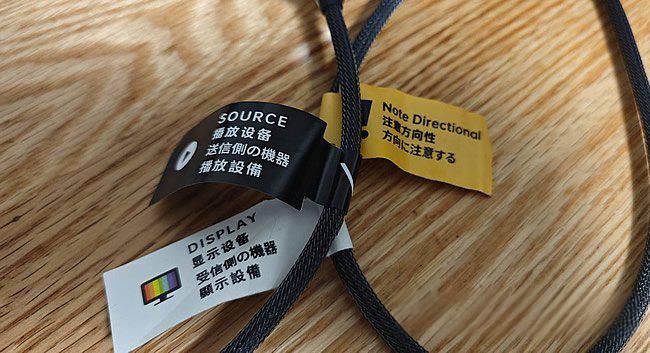 SOURCE
播放设备
送信側の機器
播放設備
Note Directional
注意方向性
方向に注意する
DISPLAY
显示设备
受信側の機器
顯示設備